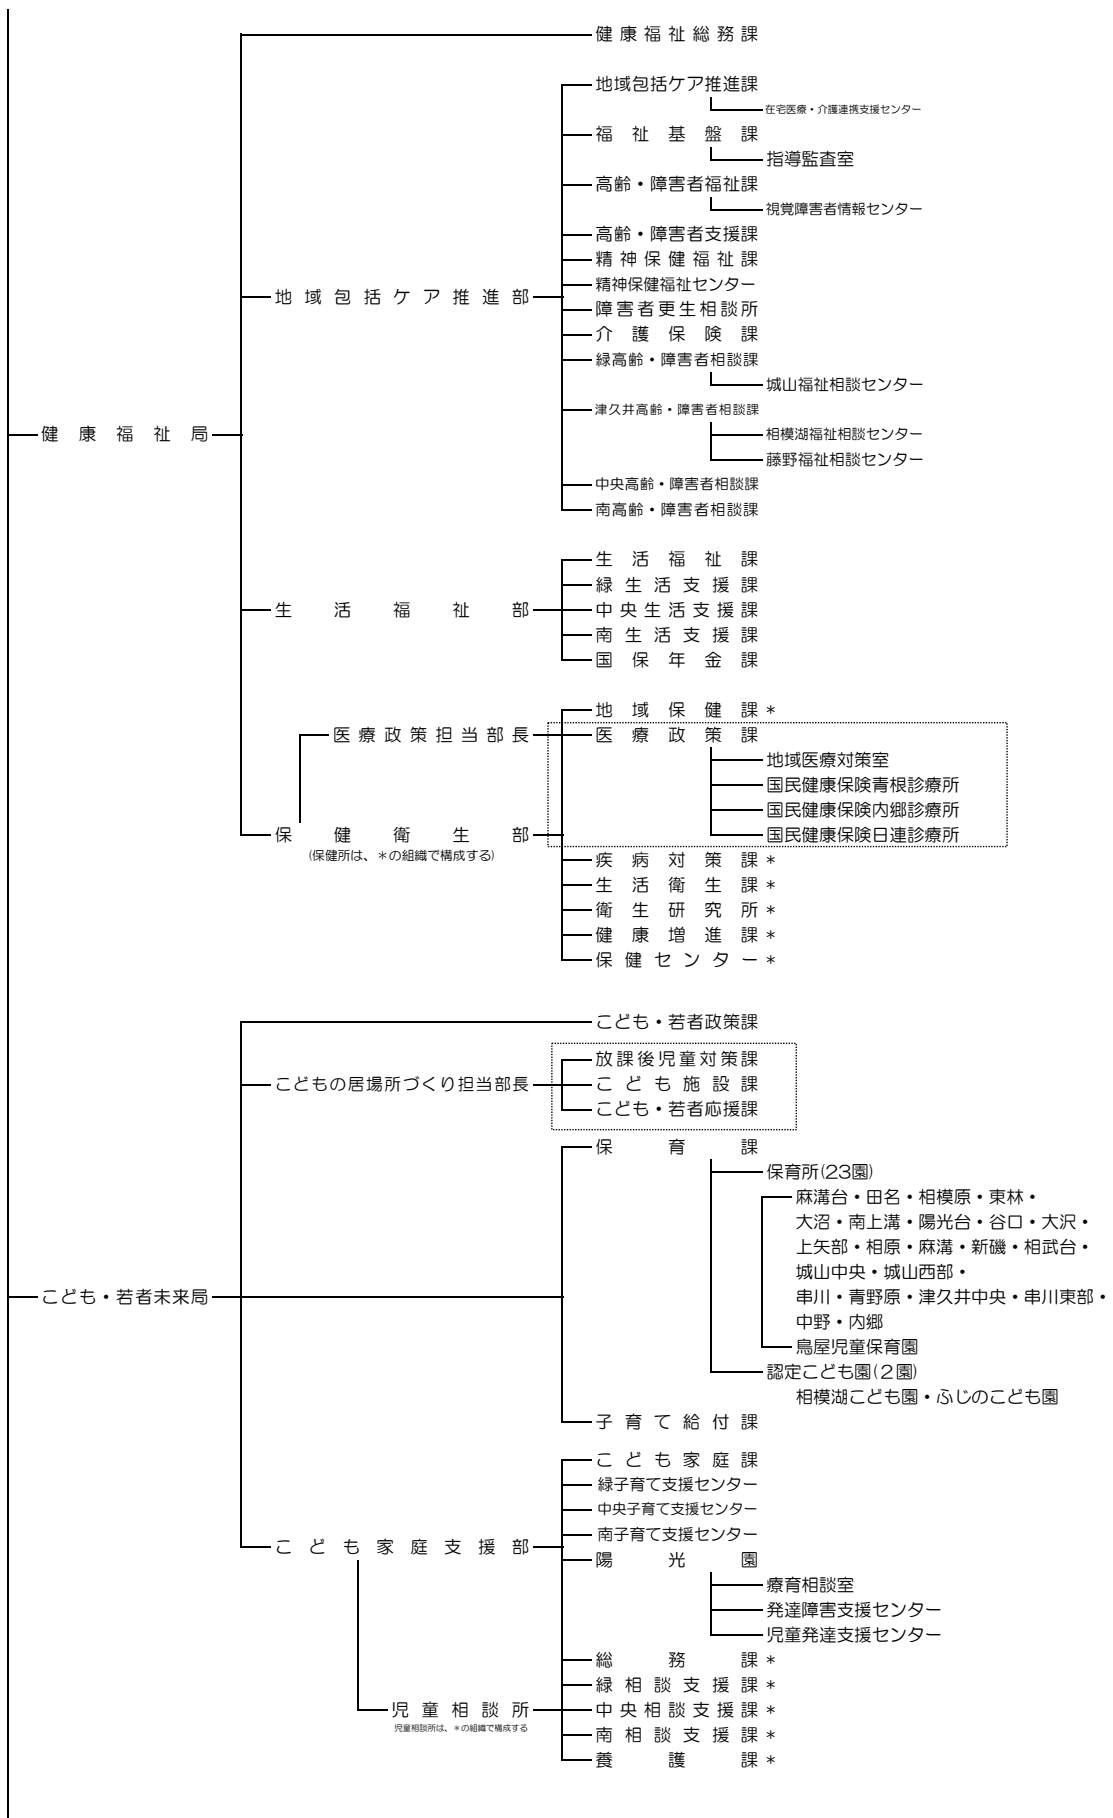 健康福祉総務課
地域包括ケア推進課
在宅医療・介護連携支援センター
福祉基盤課
指導監査室
高齢・障害者福祉課
視覚障害者情報センター
高齢・障害者支援課
精神保健福祉課
精神保健福祉センター
地域包括ケア推進部
障害者更生相談所
介護保険課
緑高齢・障害者相談課
城山福祉相談センター
津久井高齢・障害者相談課
健康福祉局
相模湖福祉相談センター
藤野福祉相談センター
中央高齢・障害者相談課
南高齢・障害者相談課
生活福祉課
緑生活支援課
生活福祉部
中央生活支援課
南生活支援課
国保年金課
地域保健課*
医療政策担当部長
医療政策課
地域医療対策室
国民健康保険青根診療所
国民健康保険内郷診療所
保健衛生部
国民健康保険日連診療所
(保健所は、*の組織で構成する)
疾病対策課*
生活衛生課*
衛生研究所*
健康増進課*
保健センター*
こども・若者政策課
放課後児童対策課
こどもの居場所づくり担当部長
こども施設課
こども・若者応援課
保育課
保育所(23園)
麻溝台・田名・相模原・東林・
大沼・南上溝・陽光台・谷口・大沢・
上矢部・相原・麻溝・新磯・相武台・
城山中央・城山西部・
こども・若者未来局
串川・青野原・津久井中央・串川東部・
中野・内郷
鳥屋児童保育園
認定こども園(2園)
相模湖こども園・ふじのこども園
子育て給付課
こども家庭課
緑子育て支援センター
中央子育て支援センター
南子育て支援センター
こども家庭支援部
陽光園
療育相談室
発達障害支援センター
児童発達支援センター
総務課*
緑相談支援課*
児童相談所
中央相談支援課*
児童相談所は、*の組織で構成する
南相談支援課*
養護課*